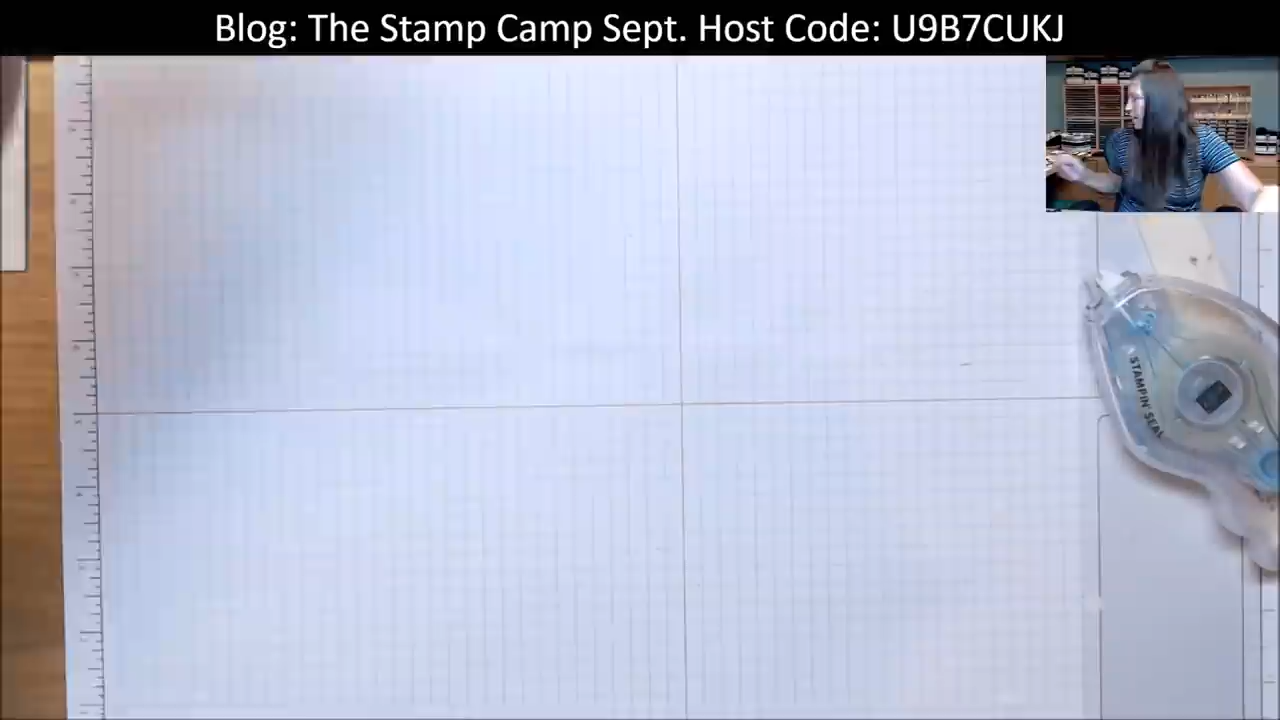 Blog: The Stamp Camp Sept. Host Code: U9B7CUKJ
STAMPIN' SEAL